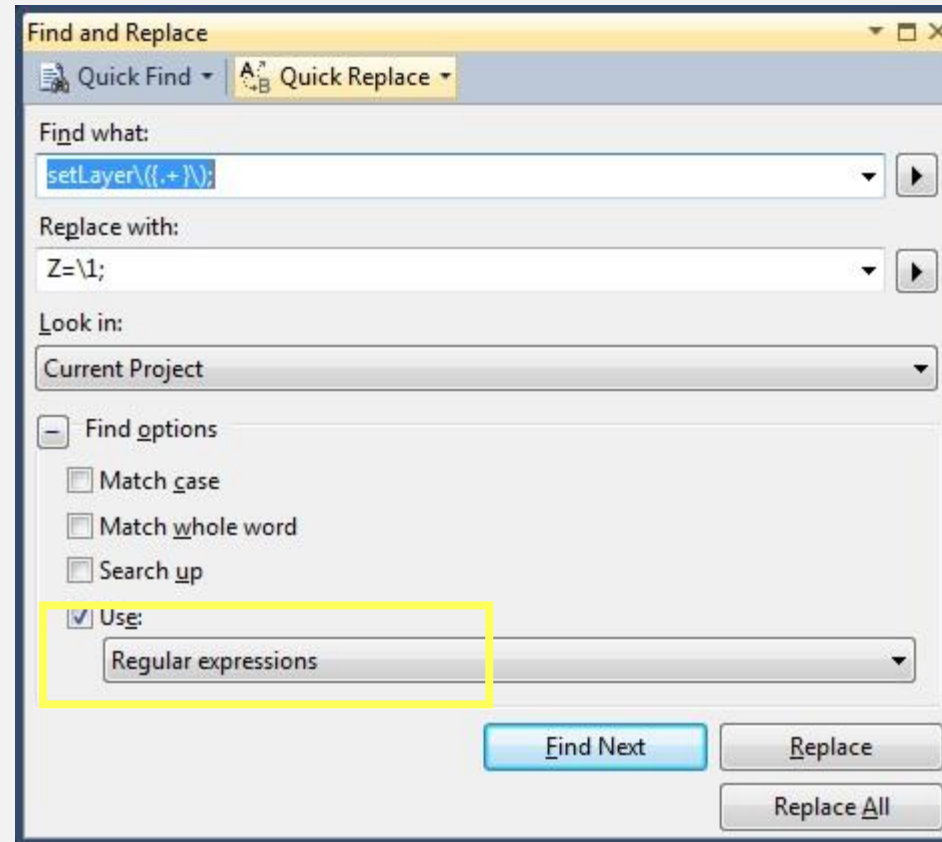 Find and Replace
Quick Find Quick Replace
Find what:
setLayer\({.+}\);
Replace with:
Z=\1;
Look in:
Current Project
Find options
Match case
Match whole word
Search up
Use:
Regular expressions
Find Next Replace
Replace All